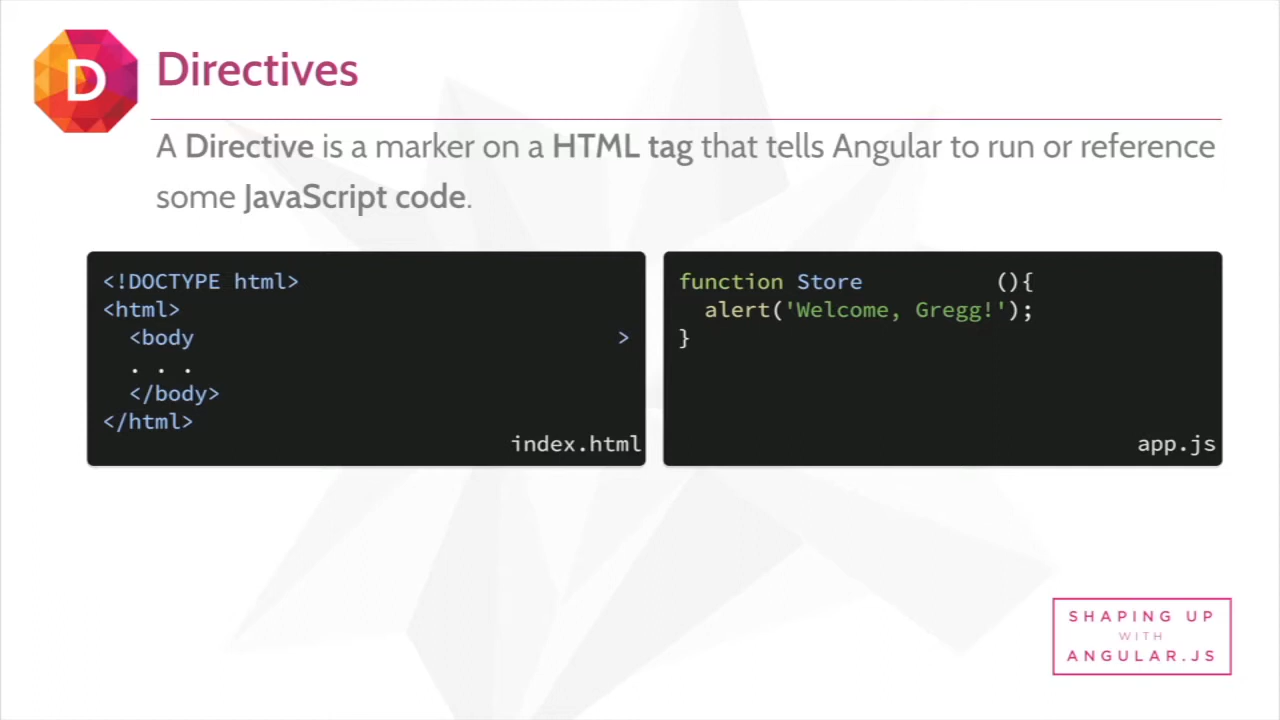 D
Directives
A Directive is a marker on a HTML tag that tells Angular to run or reference
some JavaScript code.
<!DOCTYPE html>
<html>
  <body                                 >
  . . .
  </body>
</html>
index.html
function Store          (){
  alert('Welcome, Gregg!');
}
app.js
SHAPING UP
WITH
ANGULAR.JS